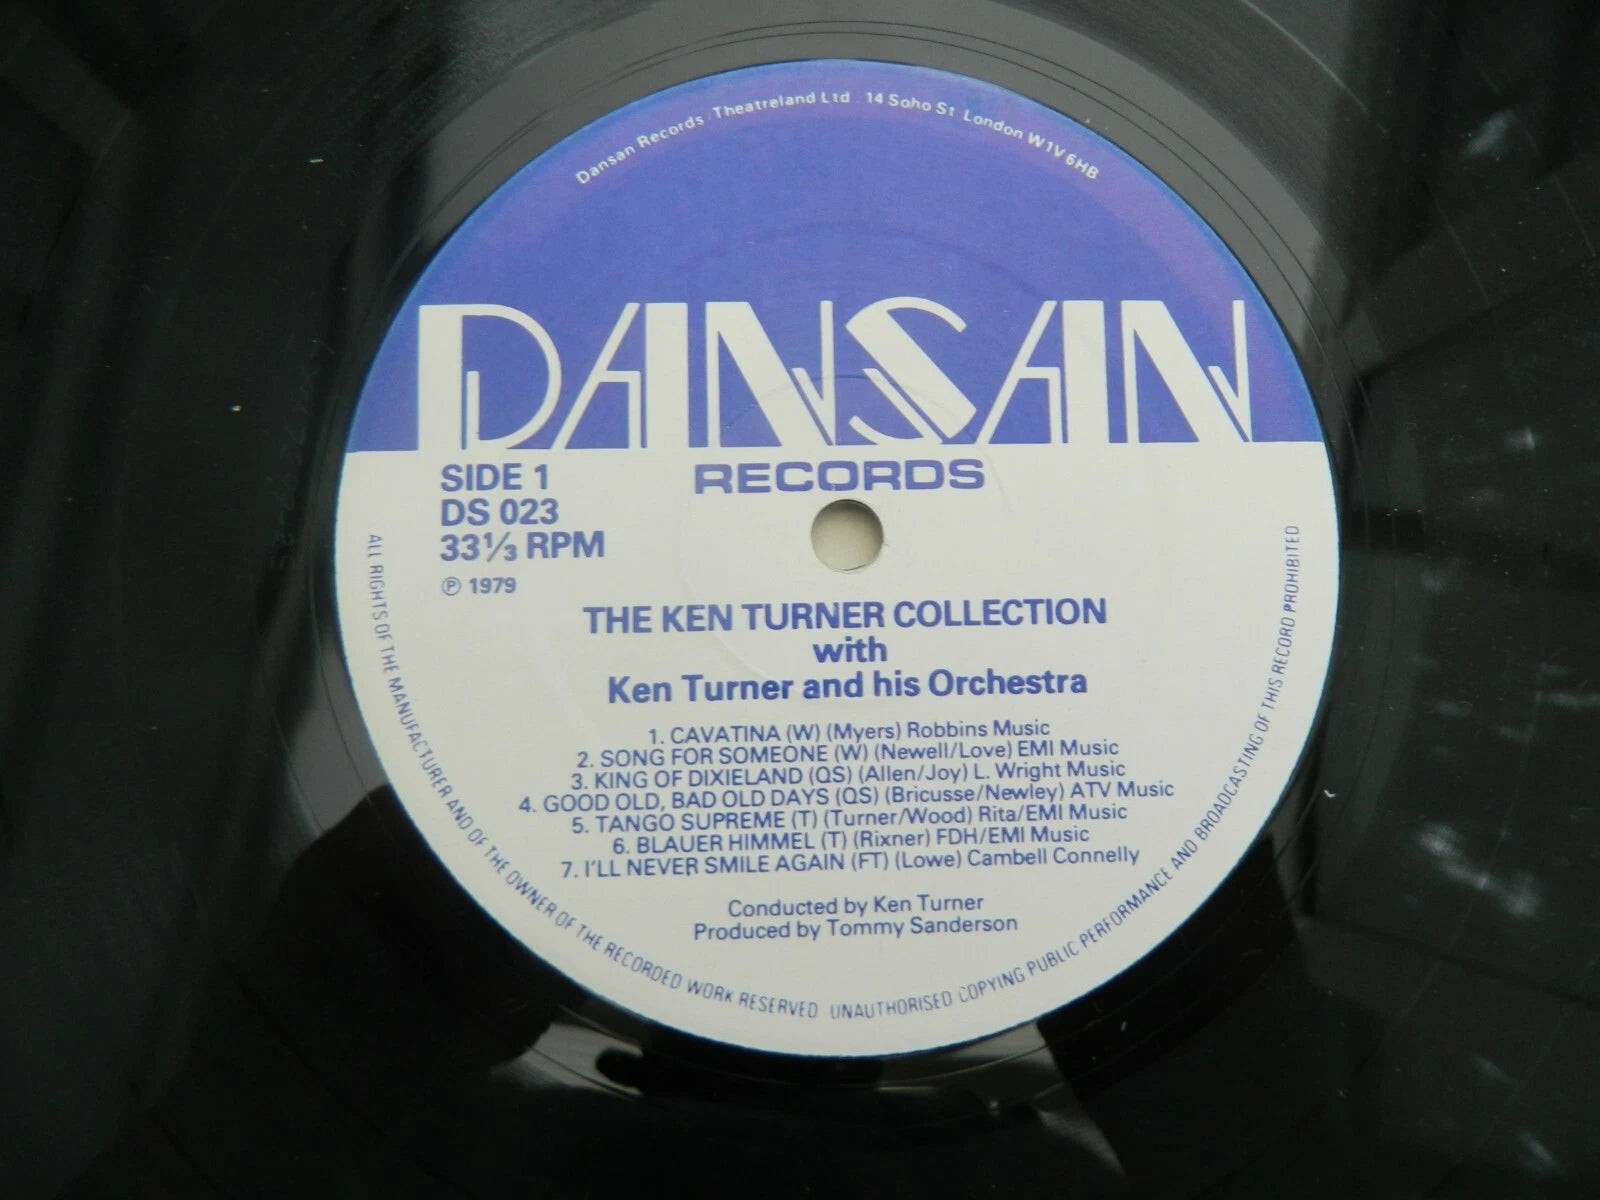 Dansan Records Theatreland Ltd . 14 Soho St London W1V 6HB
DANSAN
RECORDS
SIDE 1
DS 023
33⅓ RPM
℗ 1979
THE KEN TURNER COLLECTION
with
Ken Turner and his Orchestra
1. CAVATINA (W) (Myers) Robbins Music
2. SONG FOR SOMEONE (W) (Newell/Love) EMI Music
3. KING OF DIXIELAND (QS) (Allen/Joy) L. Wright Music
4. GOOD OLD, BAD OLD DAYS (QS) (Bricusse/Newley) ATV Music
5. TANGO SUPREME (T) (Turner/Wood) Rita/EMI Music
6. BLAUER HIMMEL (T) (Rixner) FDH/EMI Music
7. I'LL NEVER SMILE AGAIN (FT) (Lowe) Cambell Connelly
Conducted by Ken Turner
Produced by Tommy Sanderson
ALL RIGHTS OF THE MANUFACTURER AND OF THE OWNER OF THE RECORDED WORK RESERVED UNAUTHORISED COPYING PUBLIC PERFORMANCE AND BROADCASTING OF THIS RECORD PROHIBITED